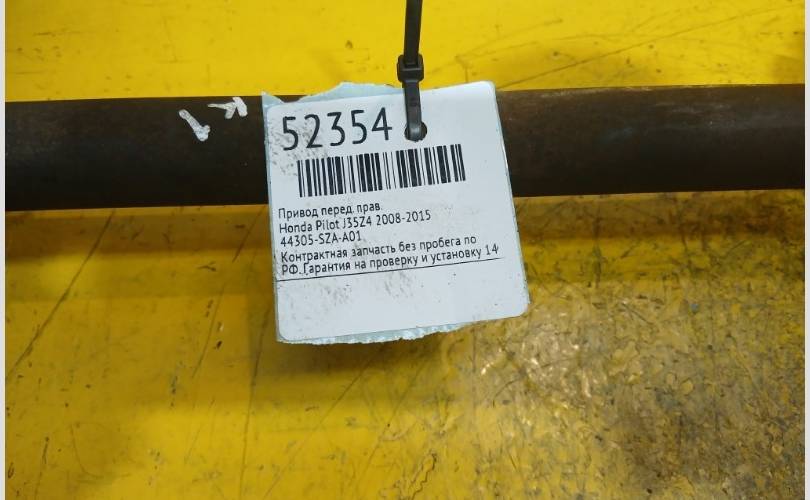 K1
52354
Привод перед. прав.
Honda Pilot J35Z4 2008-2015
44305-SZA-A01
Контрактная запчасть без пробега по
РФ. Гарантия на проверку и установку 14